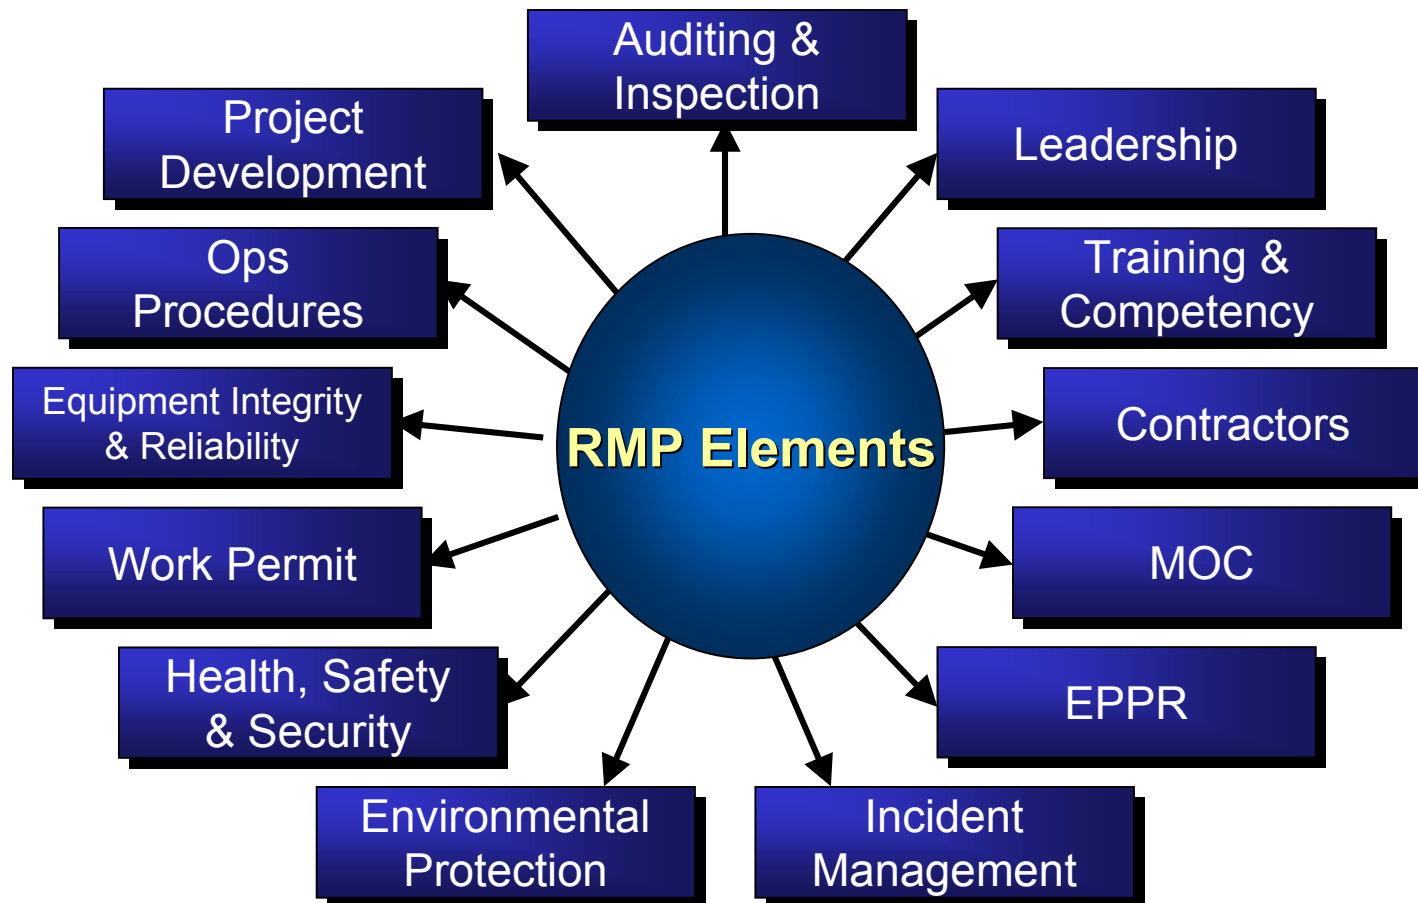 Auditing &
Inspection
Project
Development
Leadership
Ops
Procedures
Training &
Competency
Equipment Integrity
& Reliability
Contractors
RMP Elements
Work Permit
MOC
Health, Safety
& Security
EPPR
Environmental
Protection
Incident
Management